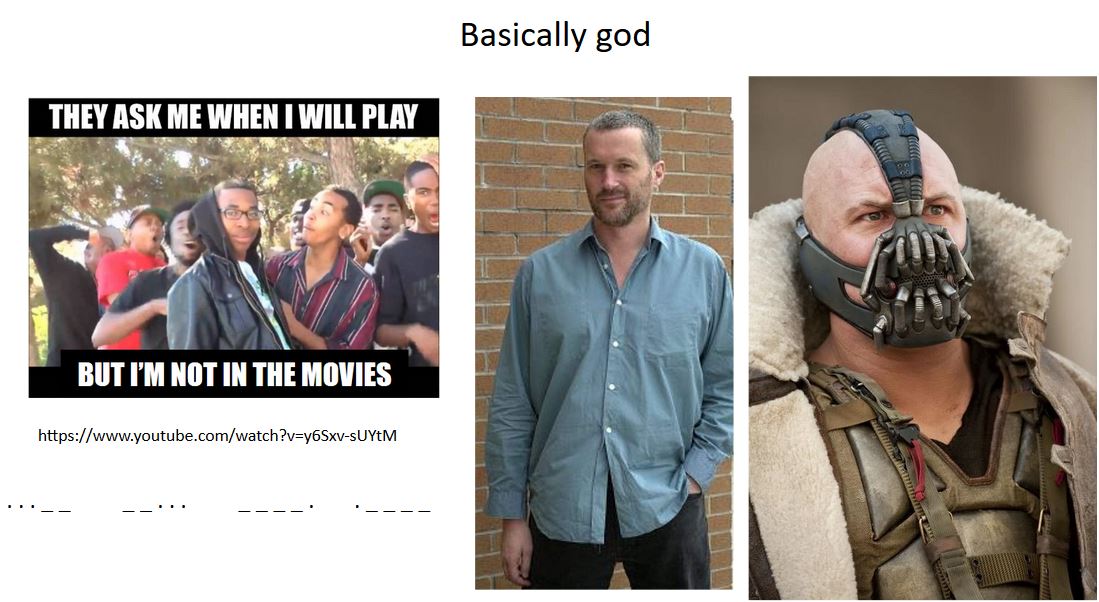 Basically god
THEY ASK ME WHEN I WILL PLAY
BUT I'M NOT IN THE MOVIES
https://www.youtube.com/watch?v=y6Sxv-sUYtM
...__ __... ____. .____